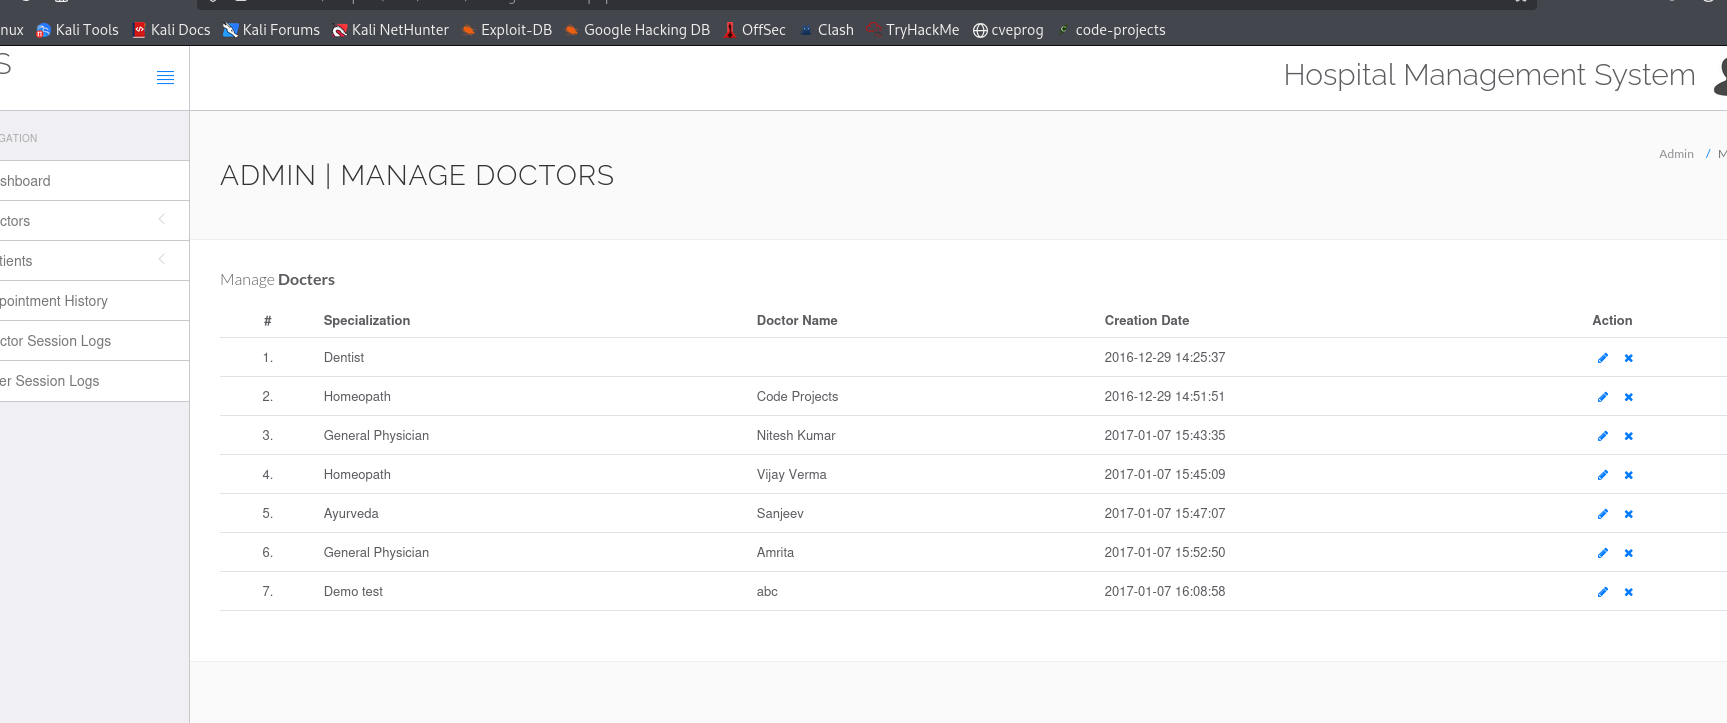 nux Kali Tools Kali Docs Kali Forums Kali NetHunter Exploit-DB Google Hacking DB OffSec Clash TryHackMe cveprog code-projects
S
Hospital Management System
GATION
Admin / M
ADMIN | MANAGE DOCTORS
shboard
ctors
tients
pointment History
ctor Session Logs
er Session Logs
Manage Docters
# Specialization Doctor Name Creation Date Action
1. Dentist 2016-12-29 14:25:37
2. Homeopath Code Projects 2016-12-29 14:51:51
3. General Physician Nitesh Kumar 2017-01-07 15:43:35
4. Homeopath Vijay Verma 2017-01-07 15:45:09
5. Ayurveda Sanjeev 2017-01-07 15:47:07
6. General Physician Amrita 2017-01-07 15:52:50
7. Demo test abc 2017-01-07 16:08:58